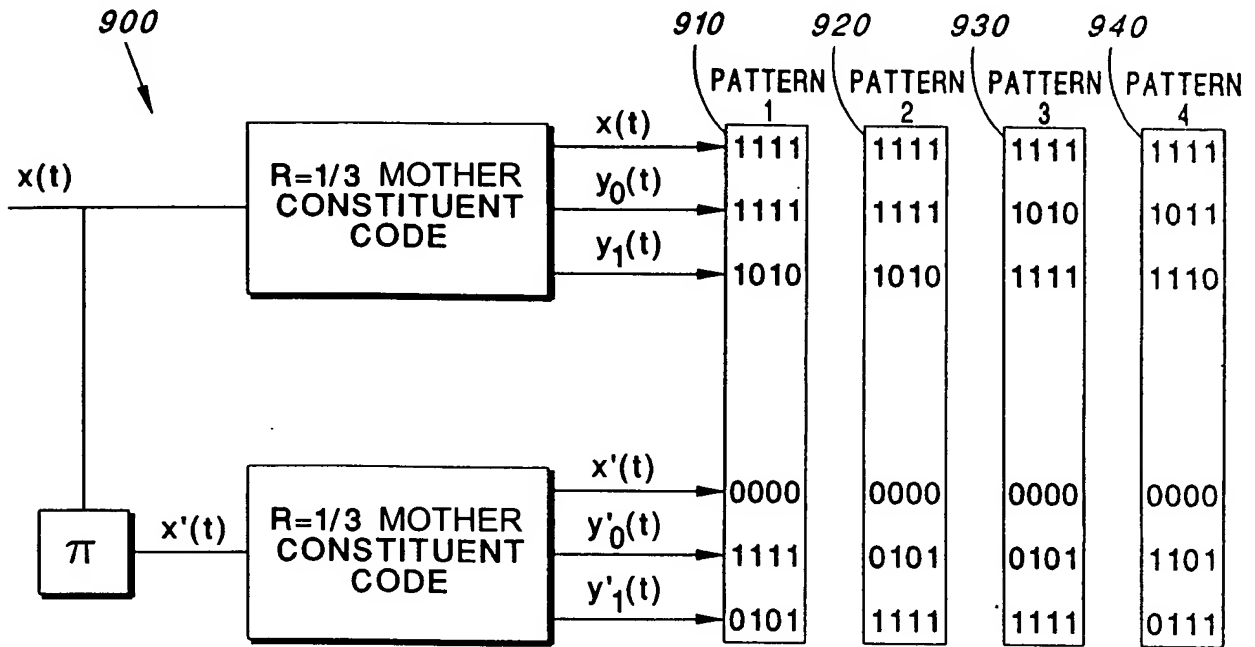 900
910
920
930
940
PATTERN 1
PATTERN 2
PATTERN 3
PATTERN 4
x(t)
R=1/3 MOTHER
CONSTITUENT
CODE
x(t)
1111
1111
1111
1111
y0(t)
1111
1111
1010
1011
y1(t)
1010
1010
1111
1110
π
x'(t)
R=1/3 MOTHER
CONSTITUENT
CODE
x'(t)
0000
0000
0000
0000
y'0(t)
1111
0101
0101
1101
y'1(t)
0101
1111
1111
0111